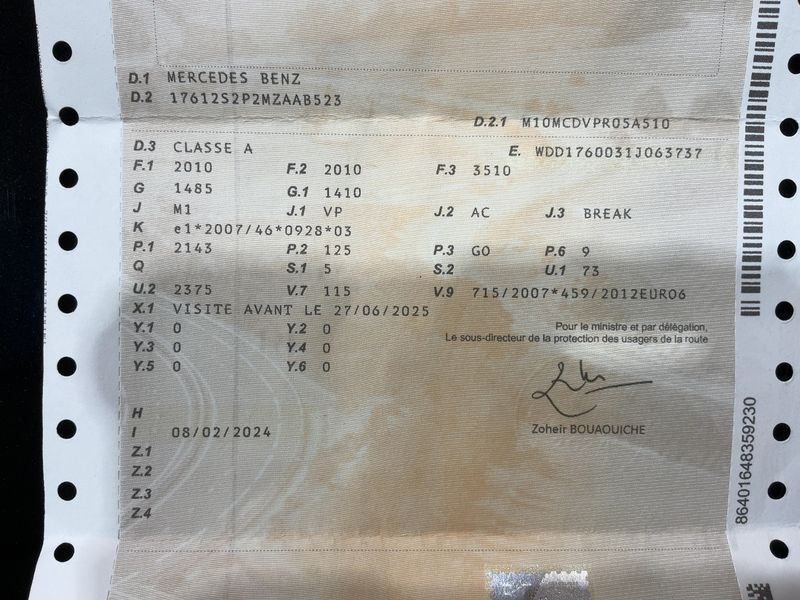 D.1 MERCEDES BENZ
D.2 17612S2P2MZAAB523
D.2.1 M10MCDVPR05A510
D.3 CLASSE A
E. WDD1760031J063737
F.1 2010 F.2 2010 F.3 3510
G 1485 G.1 1410
J M1 J.1 VP J.2 AC J.3 BREAK
K e1*2007/46*0928*03
P.1 2143 P.2 125 P.3 GO P.6 9
Q S.1 5 S.2 U.1 73
U.2 2375 V.7 115 V.9 715/2007*459/2012EURO6
X.1 VISITE AVANT LE 27/06/2025
Y.1 0 Y.2 0
Y.3 0 Y.4 0
Y.5 0 Y.6 0
Pour le ministre et par délégation,
Le sous-directeur de la protection des usagers de la route
Zoheir BOUAOUICHE
H
I 08/02/2024
Z.1
Z.2
Z.3
Z.4
86401648359230